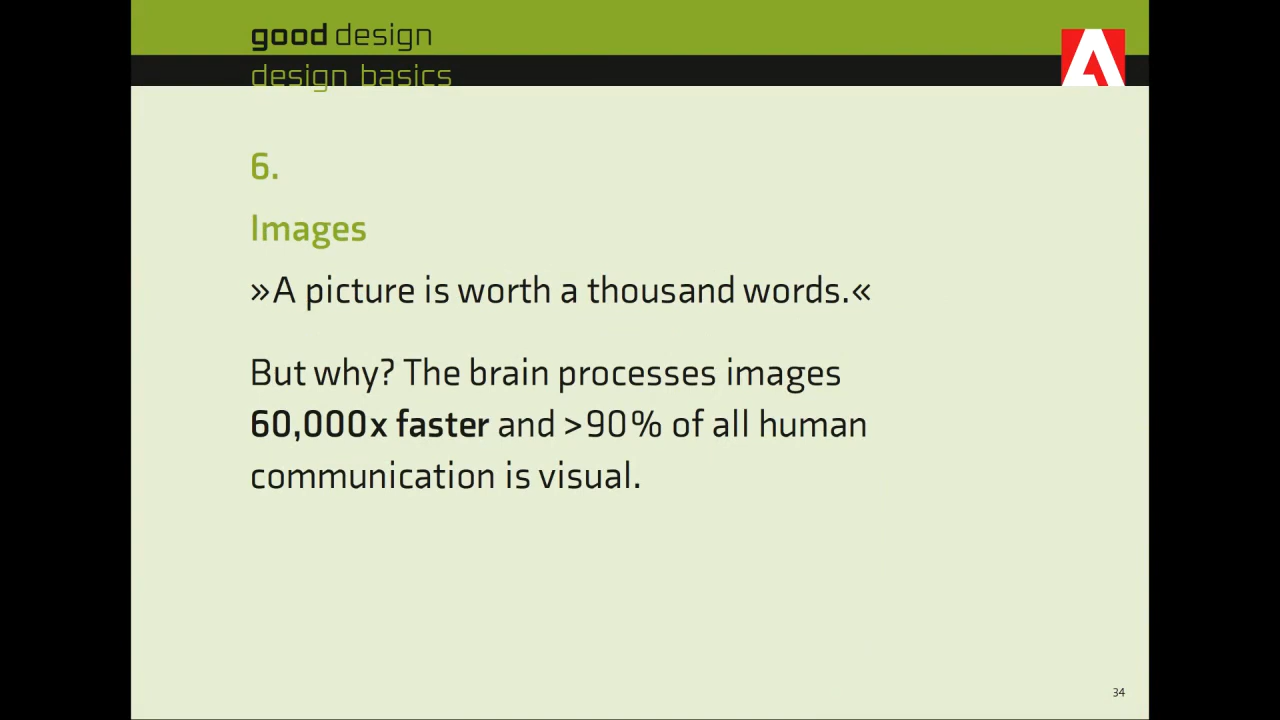 good design
design basics
6.
Images
»A picture is worth a thousand words.«
But why? The brain processes images
60,000x faster and >90% of all human
communication is visual.
34